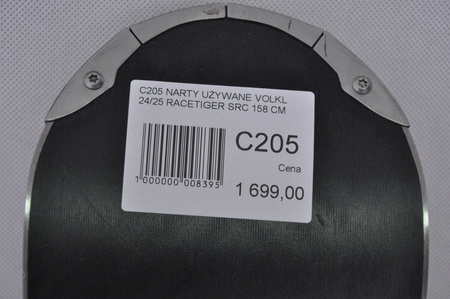 C205 NARTY UŻYWANE VOLKL
24/25 RACETIGER SRC 158 CM
C205
Cena
1 699,00
1 000000 008395